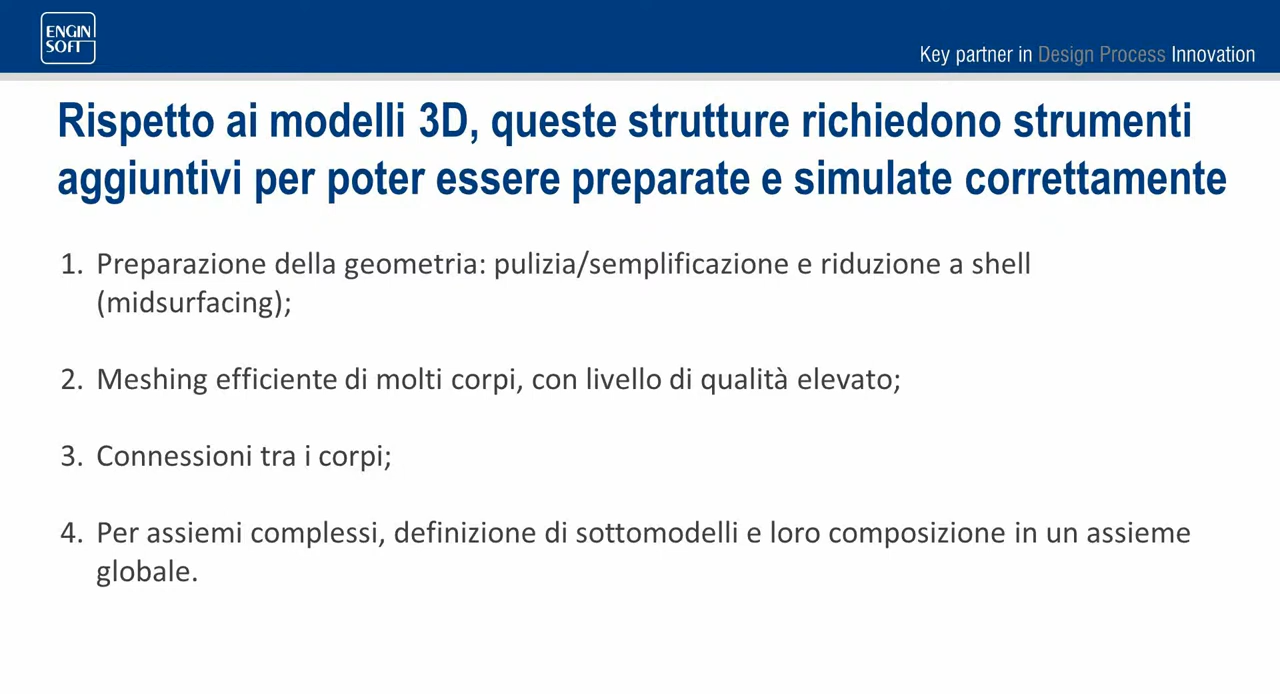 ENGIN
SOFT
Key partner in Design Process Innovation
Rispetto ai modelli 3D, queste strutture richiedono strumenti
aggiuntivi per poter essere preparate e simulate correttamente
1. Preparazione della geometria: pulizia/semplificazione e riduzione a shell
(midsurfacing);
2. Meshing efficiente di molti corpi, con livello di qualità elevato;
3. Connessioni tra i corpi;
4. Per assiemi complessi, definizione di sottomodelli e loro composizione in un assieme
globale.